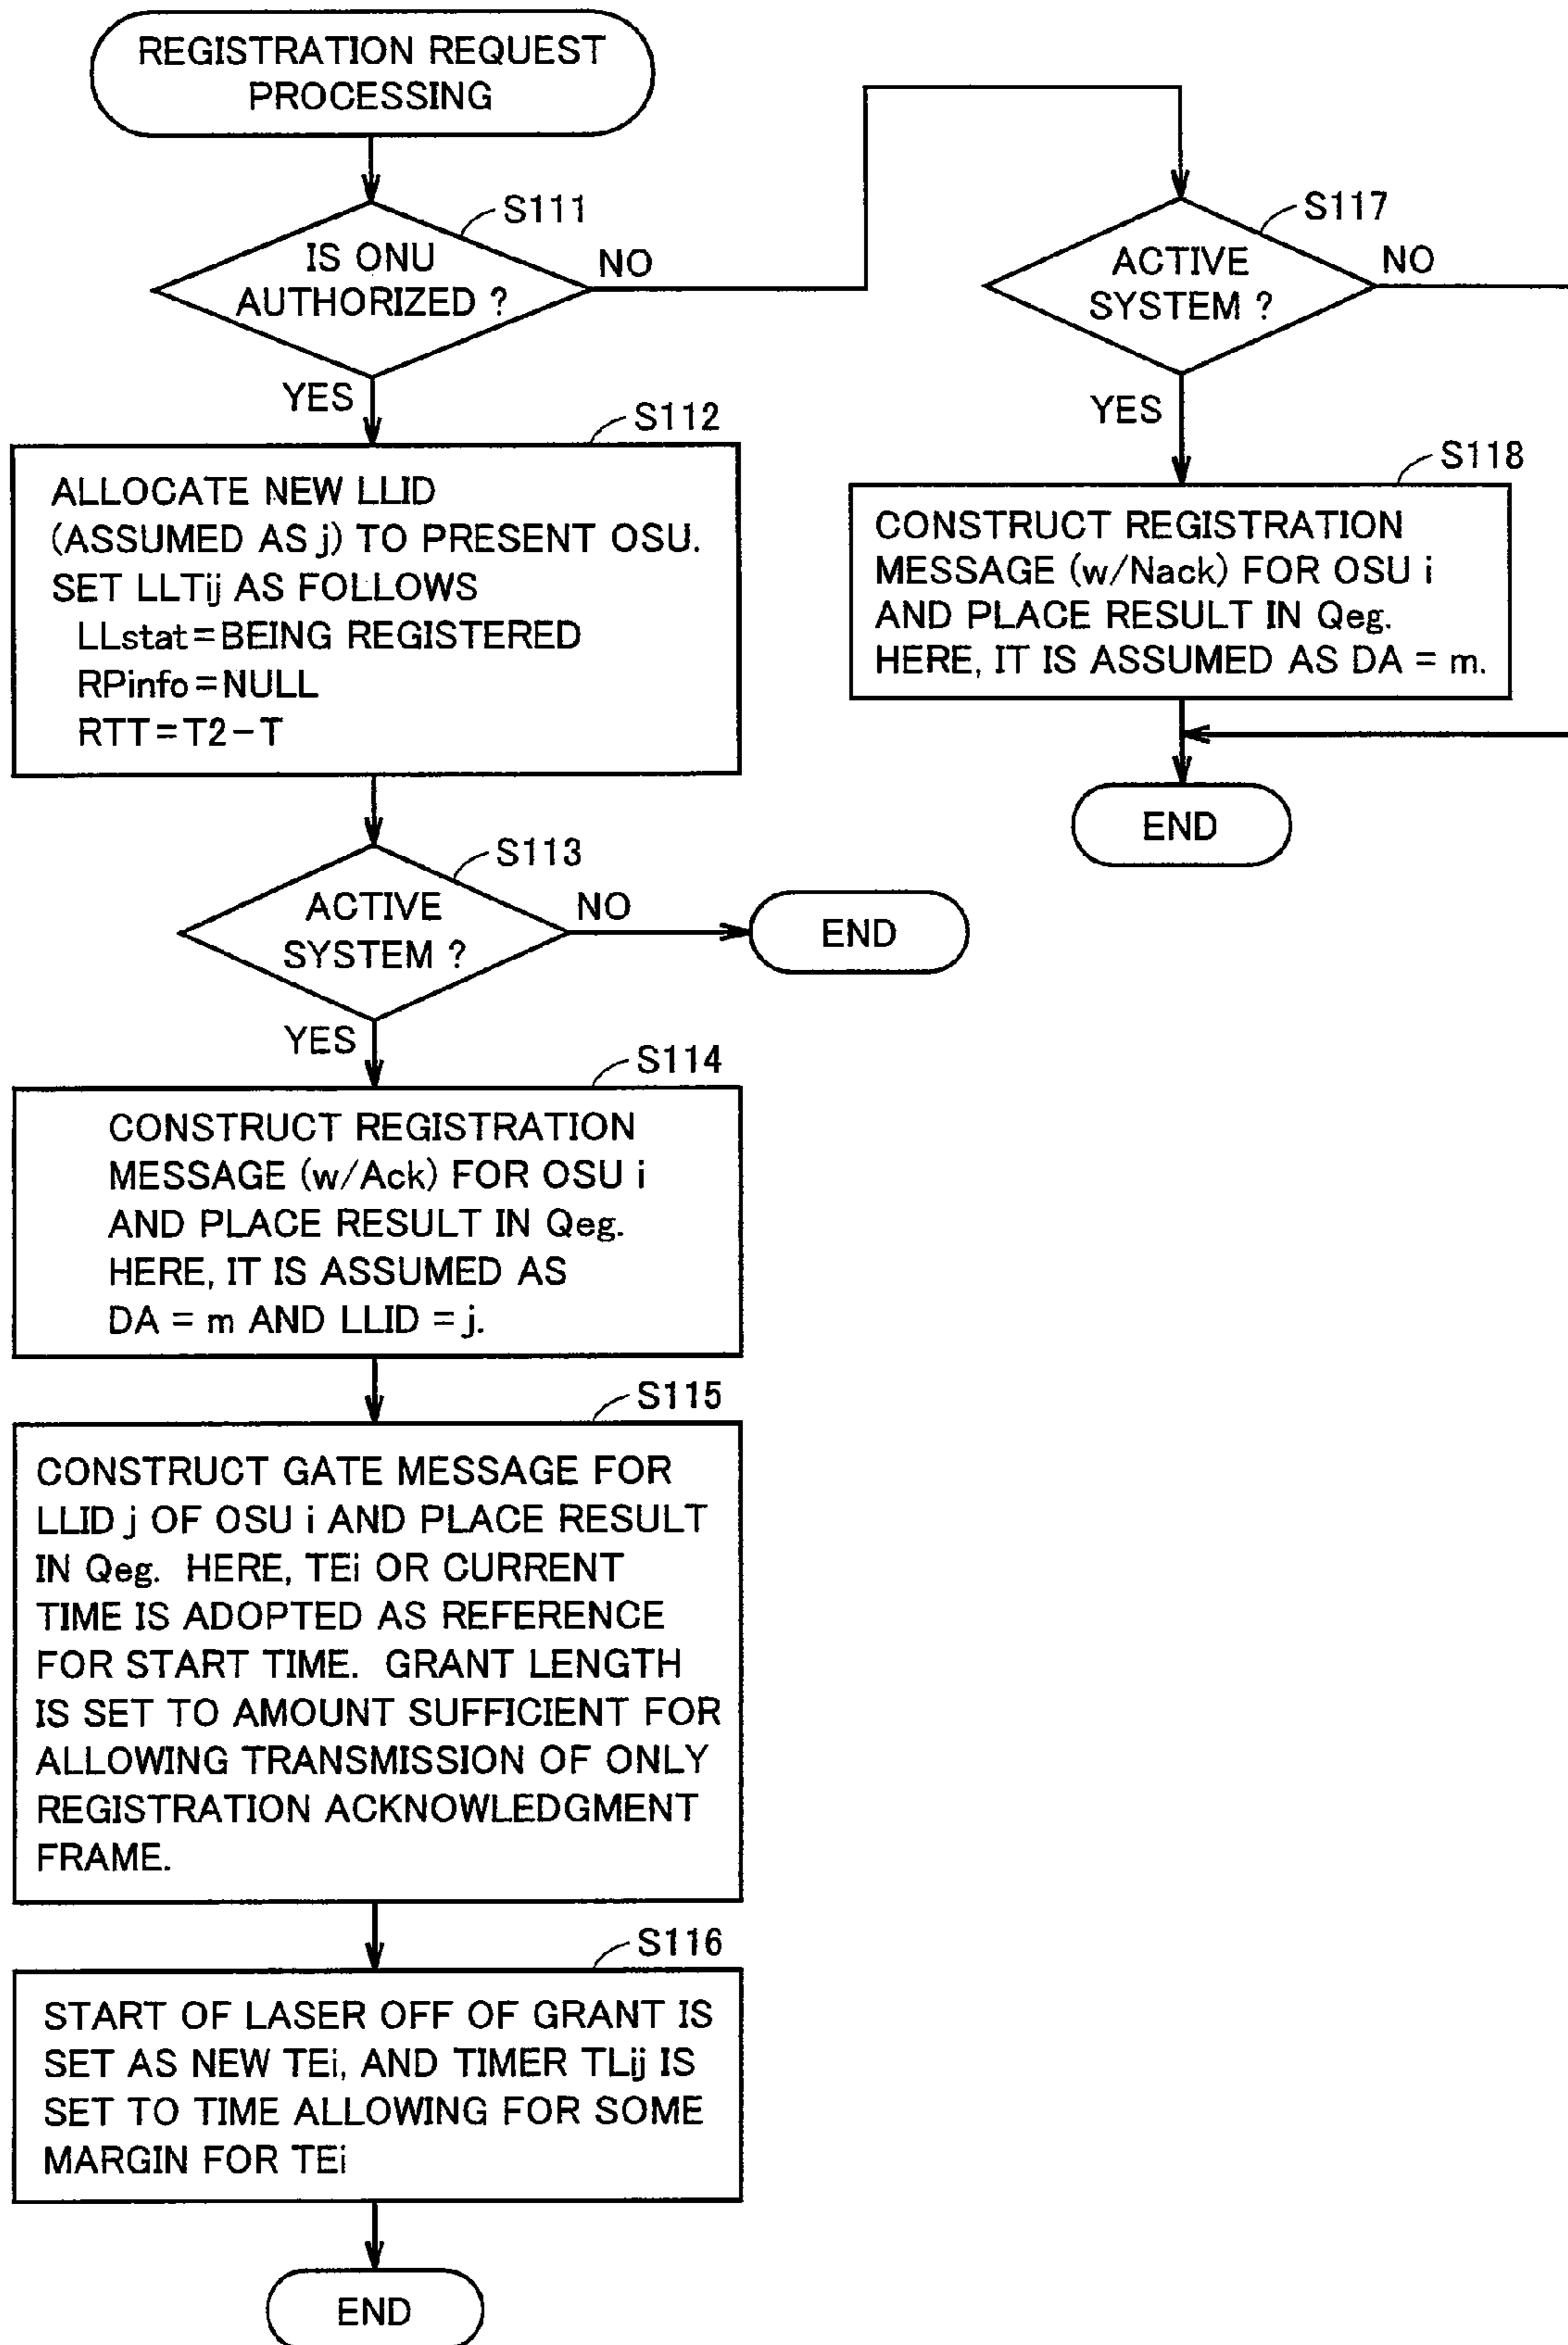 REGISTRATION REQUEST
PROCESSING
S111
IS ONU
AUTHORIZED ?
NO
YES
S112
ALLOCATE NEW LLID
(ASSUMED AS j) TO PRESENT OSU.
SET LLTij AS FOLLOWS
LLstat=BEING REGISTERED
RPinfo=NULL
RTT=T2-T
S113
ACTIVE
SYSTEM ?
NO
END
YES
S114
CONSTRUCT REGISTRATION
MESSAGE (w/Ack) FOR OSU i
AND PLACE RESULT IN Qeg.
HERE, IT IS ASSUMED AS
DA = m AND LLID = j.
S115
CONSTRUCT GATE MESSAGE FOR
LLID j OF OSU i AND PLACE RESULT
IN Qeg. HERE, TEi OR CURRENT
TIME IS ADOPTED AS REFERENCE
FOR START TIME. GRANT LENGTH
IS SET TO AMOUNT SUFFICIENT FOR
ALLOWING TRANSMISSION OF ONLY
REGISTRATION ACKNOWLEDGMENT
FRAME.
S116
START OF LASER OFF OF GRANT IS
SET AS NEW TEi, AND TIMER TLij IS
SET TO TIME ALLOWING FOR SOME
MARGIN FOR TEi
END
S117
ACTIVE
SYSTEM ?
NO
YES
S118
CONSTRUCT REGISTRATION
MESSAGE (w/Nack) FOR OSU i
AND PLACE RESULT IN Qeg.
HERE, IT IS ASSUMED AS DA = m.
END